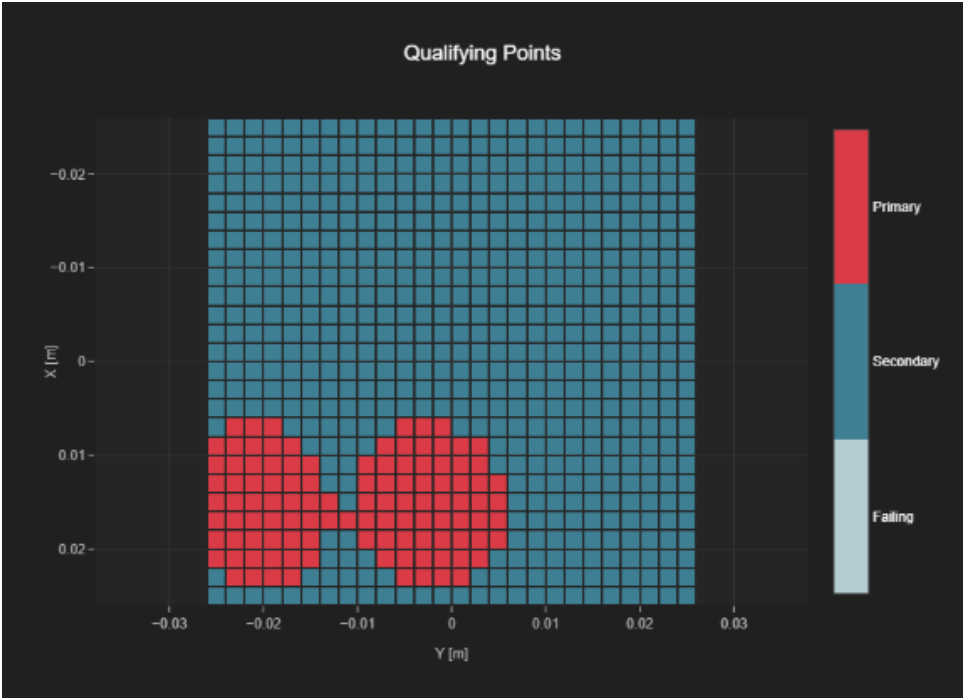 Qualifying Points
−0.02
−0.01
0
0.01
0.02
X [m]
−0.03
−0.02
−0.01
0
0.01
0.02
0.03
Y [m]
Primary
Secondary
Failing